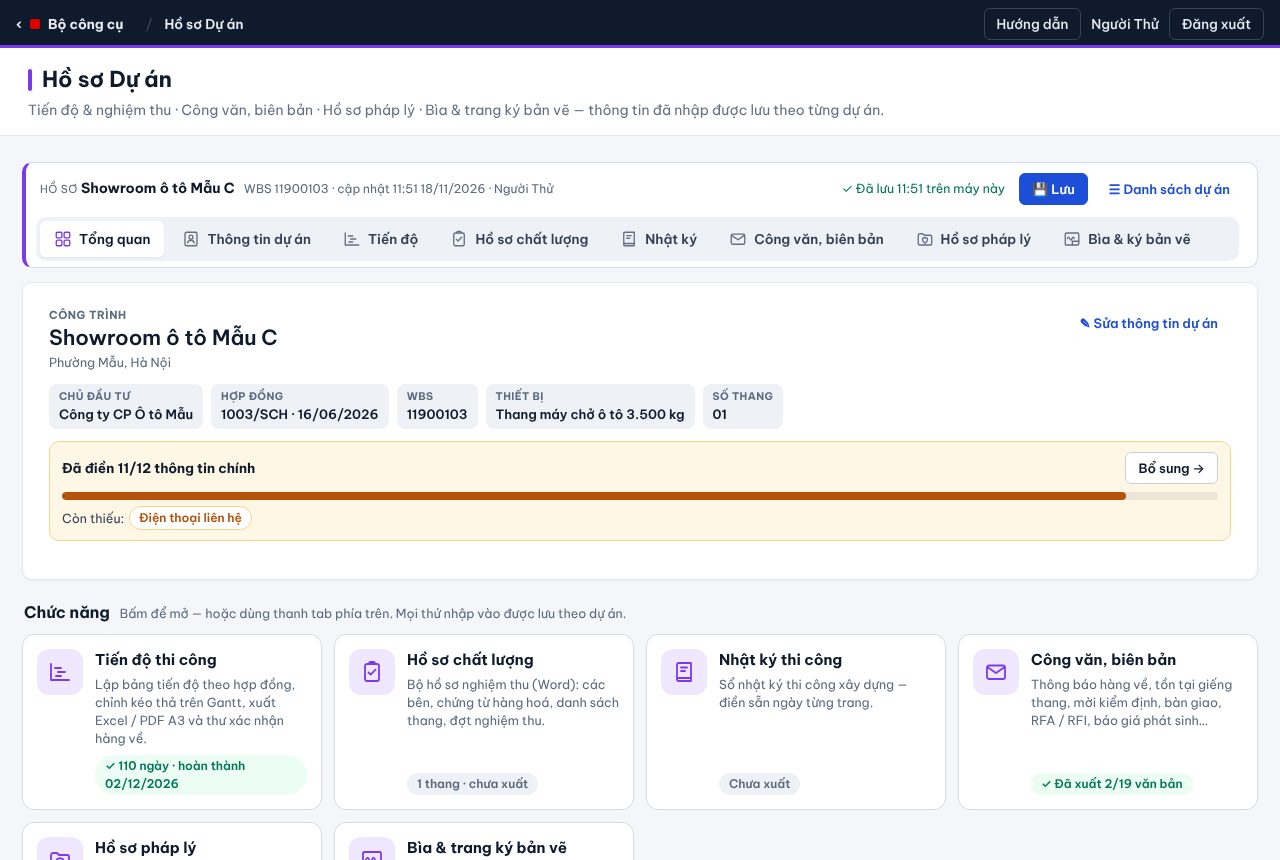 ‹ Bộ công cụ / Hồ sơ Dự án Hướng dẫn Người Thử Đăng xuất
Hồ sơ Dự án
Tiến độ & nghiệm thu · Công văn, biên bản · Hồ sơ pháp lý · Bìa & trang ký bản vẽ — thông tin đã nhập được lưu theo từng dự án.
HỒ SƠ Showroom ô tô Mẫu C WBS 11900103 · cập nhật 11:51 18/11/2026 · Người Thử ✓ Đã lưu 11:51 trên máy này 💾 Lưu ☰ Danh sách dự án
Tổng quan Thông tin dự án Tiến độ Hồ sơ chất lượng Nhật ký Công văn, biên bản Hồ sơ pháp lý Bìa & ký bản vẽ
CÔNG TRÌNH
Showroom ô tô Mẫu C
✎ Sửa thông tin dự án
Phường Mẫu, Hà Nội
CHỦ ĐẦU TƯ
Công ty CP Ô tô Mẫu
HỢP ĐỒNG
1003/SCH · 16/06/2026
WBS
11900103
THIẾT BỊ
Thang máy chở ô tô 3.500 kg
SỐ THANG
01
Đã điền 11/12 thông tin chính
Bổ sung →
Còn thiếu: Điện thoại liên hệ
Chức năng Bấm để mở — hoặc dùng thanh tab phía trên. Mọi thứ nhập vào được lưu theo dự án.
Tiến độ thi công
Lập bảng tiến độ theo hợp đồng,
chỉnh kéo thả trên Gantt, xuất
Excel / PDF A3 và thư xác nhận
hàng về.
✓ 110 ngày · hoàn thành
02/12/2026
Hồ sơ chất lượng
Bộ hồ sơ nghiệm thu (Word): các
bên, chứng từ hàng hoá, danh sách
thang, đợt nghiệm thu.
1 thang · chưa xuất
Nhật ký thi công
Sổ nhật ký thi công xây dựng —
điền sẵn ngày từng trang.
Chưa xuất
Công văn, biên bản
Thông báo hàng về, tồn tại giếng
thang, mời kiểm định, bàn giao,
RFA / RFI, báo giá phát sinh…
✓ Đã xuất 2/19 văn bản
Hồ sơ pháp lý
Bìa & trang ký bản vẽ